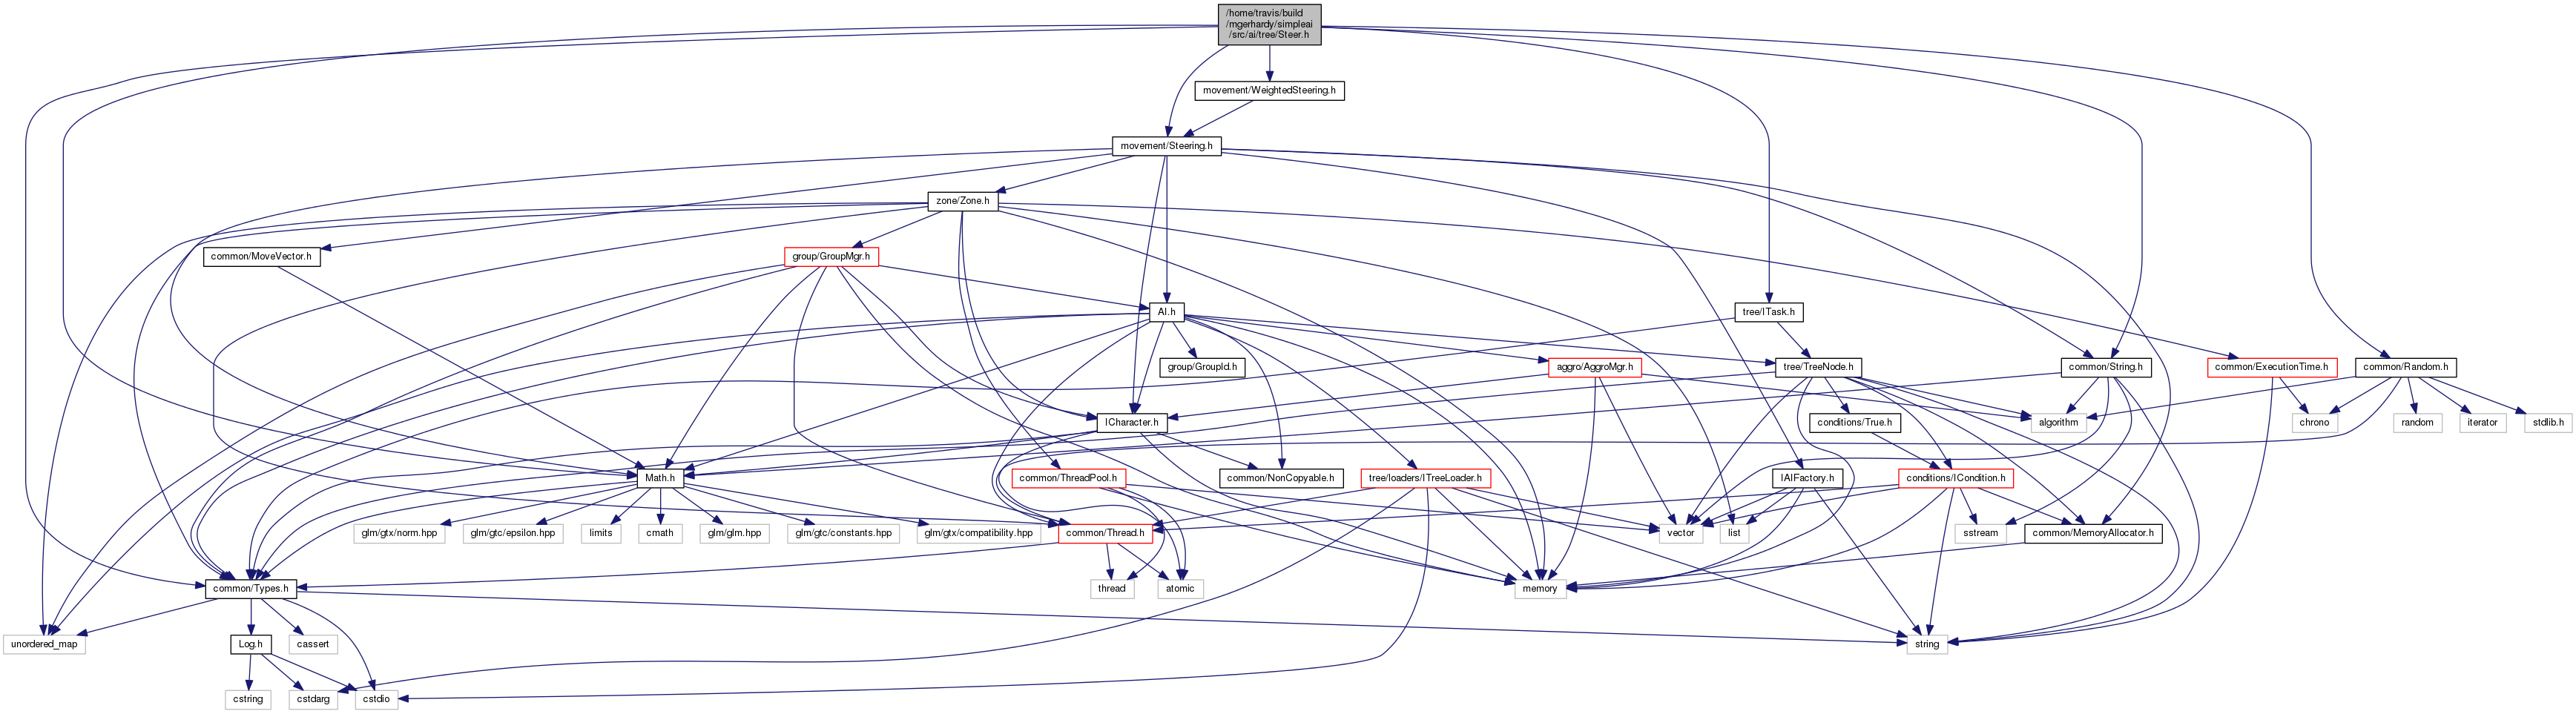 /home/travis/build
/mgerhardy/simpleai
/src/ai/tree/Steer.h
movement/WeightedSteering.h
movement/Steering.h
zone/Zone.h
common/MoveVector.h
group/GroupMgr.h
AI.h
tree/ITask.h
group/GroupId.h
aggro/AggroMgr.h
tree/TreeNode.h
common/String.h
common/ExecutionTime.h
common/Random.h
ICharacter.h
conditions/True.h
algorithm
chrono
random
iterator
stdlib.h
Math.h
common/ThreadPool.h
common/NonCopyable.h
tree/loaders/ITreeLoader.h
IAIFactory.h
conditions/ICondition.h
glm/gtx/norm.hpp
glm/gtc/epsilon.hpp
limits
cmath
glm/glm.hpp
glm/gtc/constants.hpp
glm/gtx/compatibility.hpp
common/Thread.h
vector
list
sstream
common/MemoryAllocator.h
common/Types.h
thread
atomic
memory
unordered_map
Log.h
cassert
string
cstring
cstdarg
cstdio